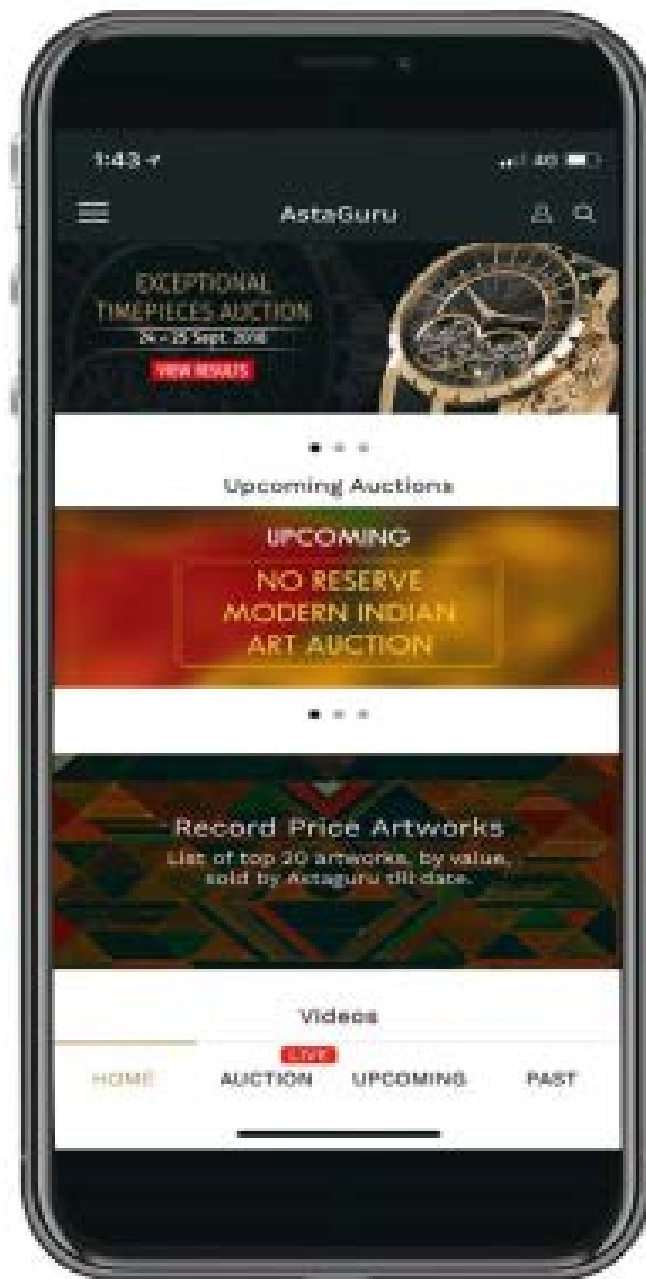 1:43
4G
AstaGuru
EXCEPTIONAL
TIMEPIECES AUCTION
24 - 25 Sept. 2018
VIEW RESULTS
Upcoming Auctions
UPCOMING
NO RESERVE
MODERN INDIAN
ART AUCTION
Record Price Artworks
List of top 20 artworks, by value,
sold by Astaguru till date.
Videos
LIVE
HOME AUCTION UPCOMING PAST